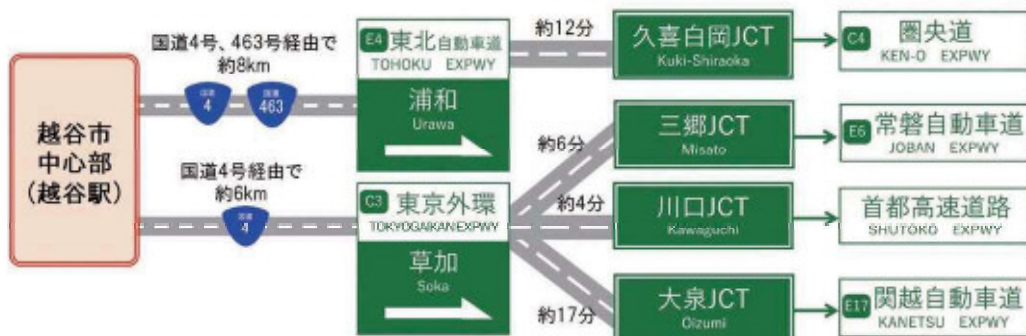 越谷市
中心部
(越谷駅)
国道4号、463号経由で
約8km
国道
4
国道
463
国道4号経由で
約6km
国道
4
E4 東北自動車道
TOHOKU EXPWY
浦和
Urawa
C3 東京外環
TOKYOGAIKAN EXPWY
草加
Soka
約12分
約6分
約4分
約17分
久喜白岡JCT
Kuki-Shiraoka
三郷JCT
Misato
川口JCT
Kawaguchi
大泉JCT
Oizumi
C4 圏央道
KEN-O EXPWY
E6 常磐自動車道
JOBAN EXPWY
首都高速道路
SHUTOKO EXPWY
E17 関越自動車道
KANETSU EXPWY